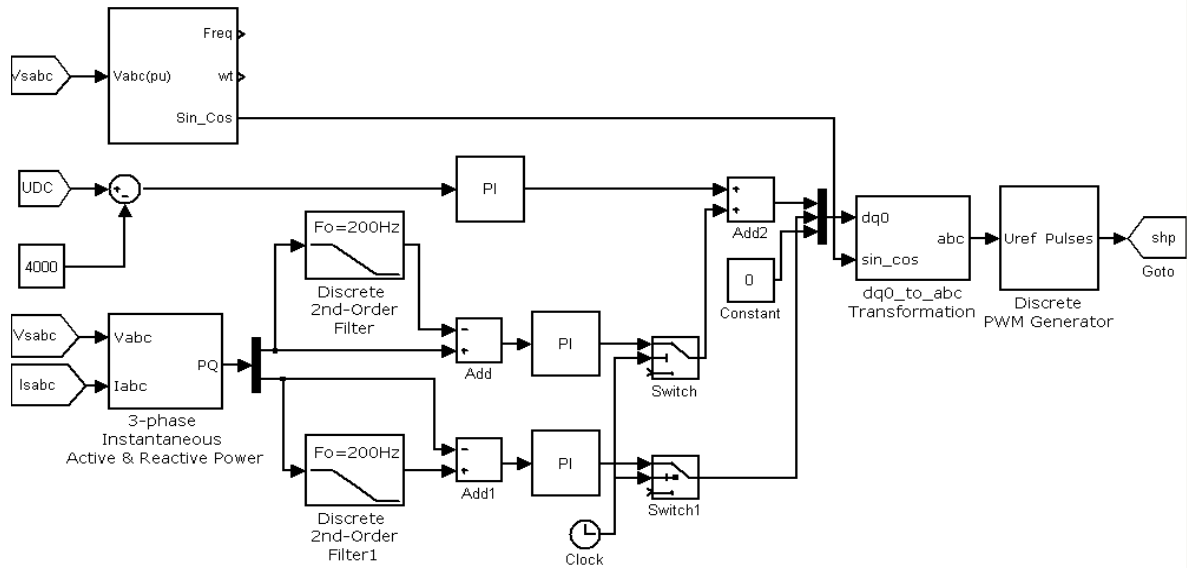 Freq
Vsabc
Vabc(pu)
wt
Sin_Cos
UDC
+
-
PI
+
+
Add2
dq0
abc
sin_cos
dq0_to_abc
Transformation
Uref Pulses
Discrete
PWM Generator
shp
Goto
4000
Fo=200Hz
Discrete
2nd-Order
Filter
0
Constant
Vsabc
Isabc
Vabc
Iabc
PQ
3-phase
Instantaneous
Active & Reactive Power
-
+
Add
PI
Switch
Fo=200Hz
Discrete
2nd-Order
Filter1
-
+
Add1
PI
Switch1
Clock